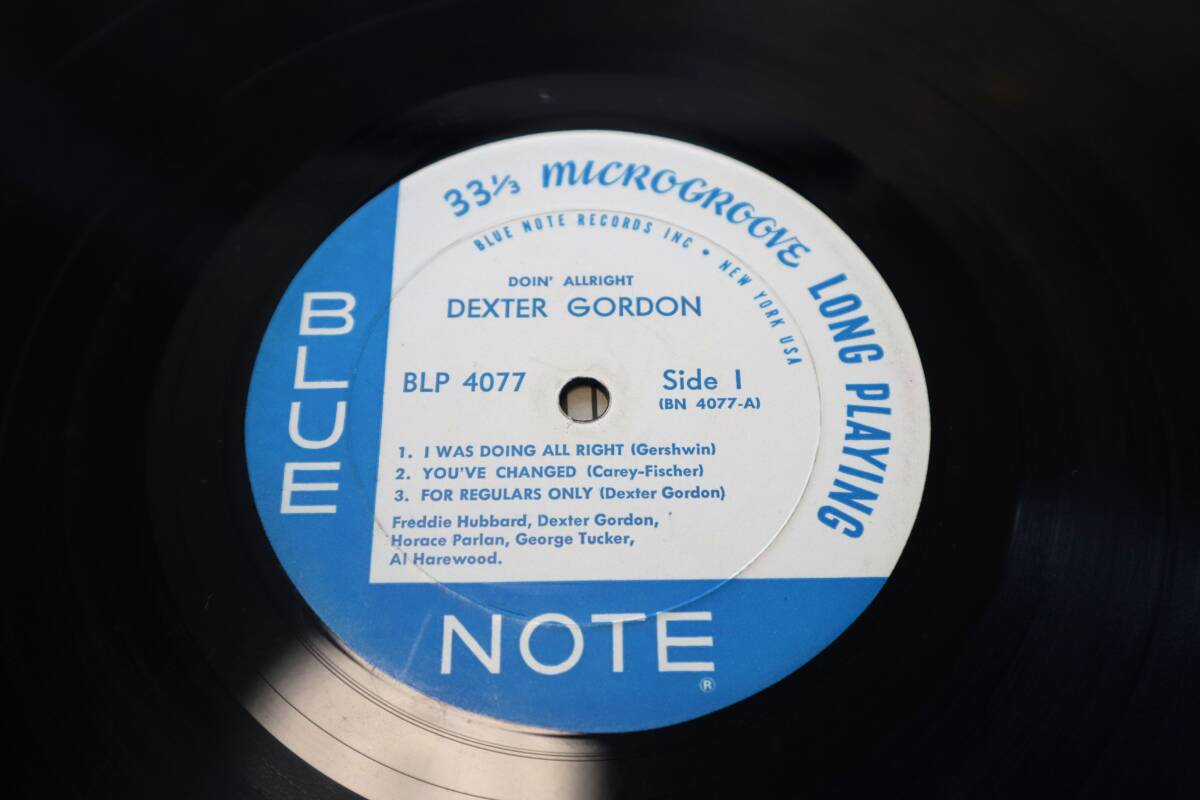 33⅓ MICROGROOVE LONG PLAYING
BLUE NOTE RECORDS INC • NEW YORK USA
DOIN' ALLRIGHT
DEXTER GORDON
BLP 4077
Side 1
(BN 4077-A)
1. I WAS DOING ALL RIGHT (Gershwin)
2. YOU'VE CHANGED (Carey-Fischer)
3. FOR REGULARS ONLY (Dexter Gordon)
Freddie Hubbard, Dexter Gordon,
Horace Parlan, George Tucker,
Al Harewood.
BLUE
NOTE
®